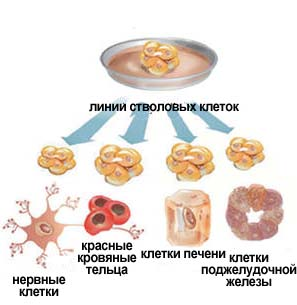 линии стволовых клеток
нервные
клетки
красные
кровяные
тельца
клетки печени
клетки
поджелудочной
железы